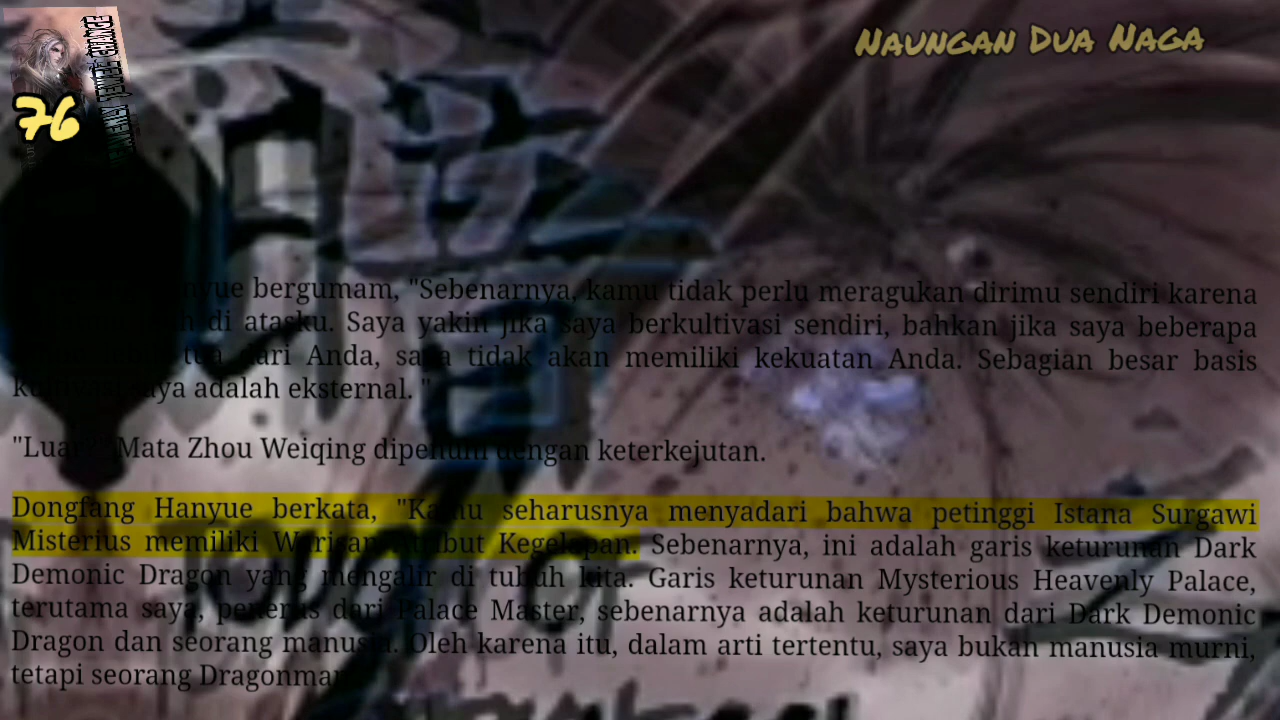 Naungan Dua Naga
76
bergumam, "Sebenarnya, kamu tidak perlu meragukan dirimu sendiri karena
di atasku. Saya yakin jika saya berkultivasi sendiri, bahkan jika saya beberapa
tua dari Anda, saya tidak akan memiliki kekuatan Anda. Sebagian besar basis
kultivasi saya adalah eksternal. "
Mata Zhou Weiqing dipenuhi dengan keterkejutan.
Dongfang Hanyue berkata, "Kamu seharusnya menyadari bahwa petinggi Istana Surgawi
Misterius memiliki Warisan Atribut Kegelapan. Sebenarnya, ini adalah garis keturunan Dark
Demonic Dragon yang mengalir di tubuh kita. Garis keturunan Mysterious Heavenly Palace,
terutama saya, penerus dari Palace Master, sebenarnya adalah keturunan dari Dark Demonic
Dragon dan seorang manusia. Oleh karena itu, dalam arti tertentu, saya bukan manusia murni,
tetapi seorang Dragonman